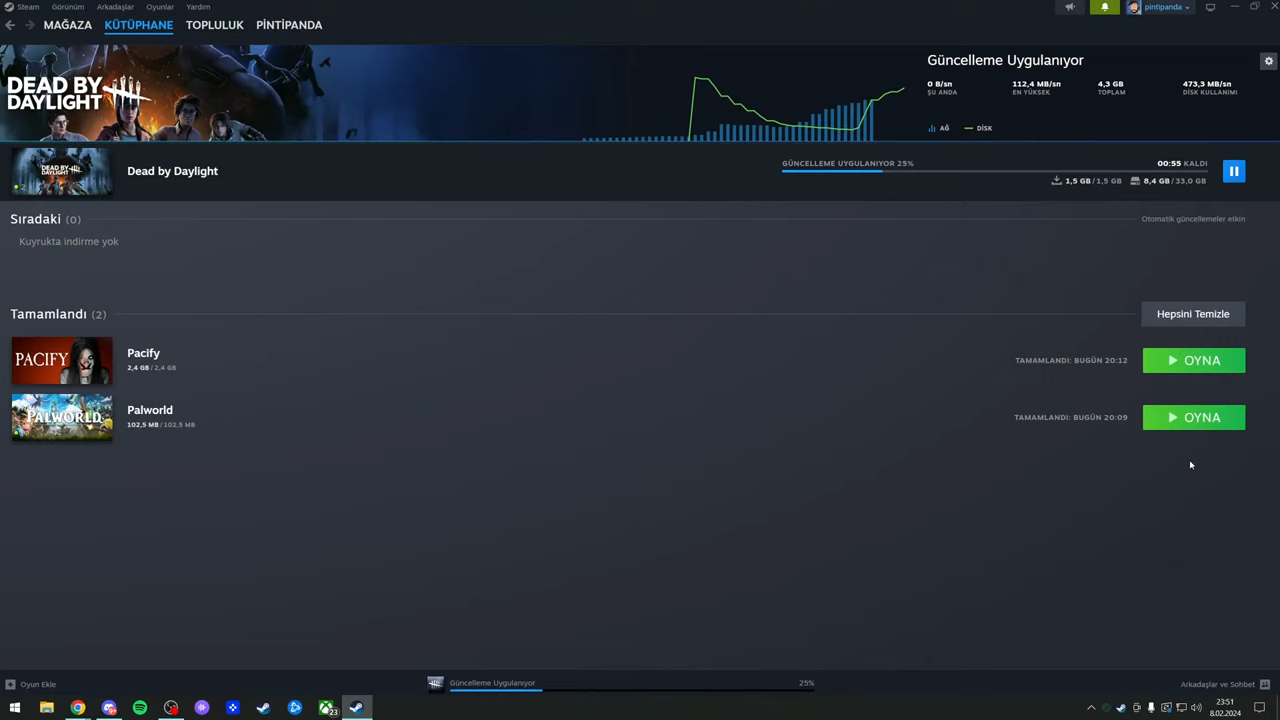 Steam Görünüm Arkadaşlar Oyunlar Yardım
pintipanda
MAĞAZA KÜTÜPHANE TOPLULUK PİNTİPANDA
DEAD BY
DAYLIGHT
Güncelleme Uygulanıyor
0 B/sn 112,4 MB/sn 4,3 GB 473,3 MB/sn
ŞU ANDA EN YÜKSEK TOPLAM DİSK KULLANIMI
AĞ DİSK
DEAD BY
DAYLIGHT
Dead by Daylight
GÜNCELLEME UYGULANIYOR 25% 00:55 KALDI
1,5 GB / 1,5 GB 8,4 GB / 33,0 GB
Sıradaki (0)
Otomatik güncellemeler etkin
Kuyrukta indirme yok
Tamamlandı (2)
Hepsini Temizle
PACIFY
Pacify
2,4 GB / 2,4 GB
TAMAMLANDI: BUGÜN 20:12
OYNA
PALWORLD
Palworld
102,5 MB / 102,5 MB
TAMAMLANDI: BUGÜN 20:09
OYNA
Oyun Ekle
Güncelleme Uygulanıyor 25%
Arkadaşlar ve Sohbet
23
23:51
8.02.2024